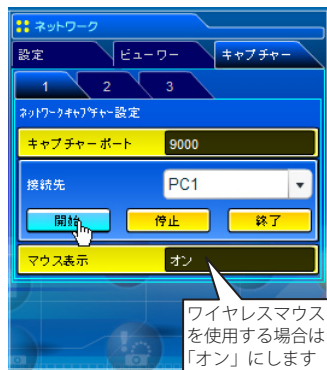 ネットワーク
設定 ビューワー キャプチャー
1 2 3
ネットワークキャプチャー設定
キャプチャーポート 9000
接続先 PC1
開始 停止 終了
マウス表示 オン
ワイヤレスマウス
を使用する場合は
「オン」にします